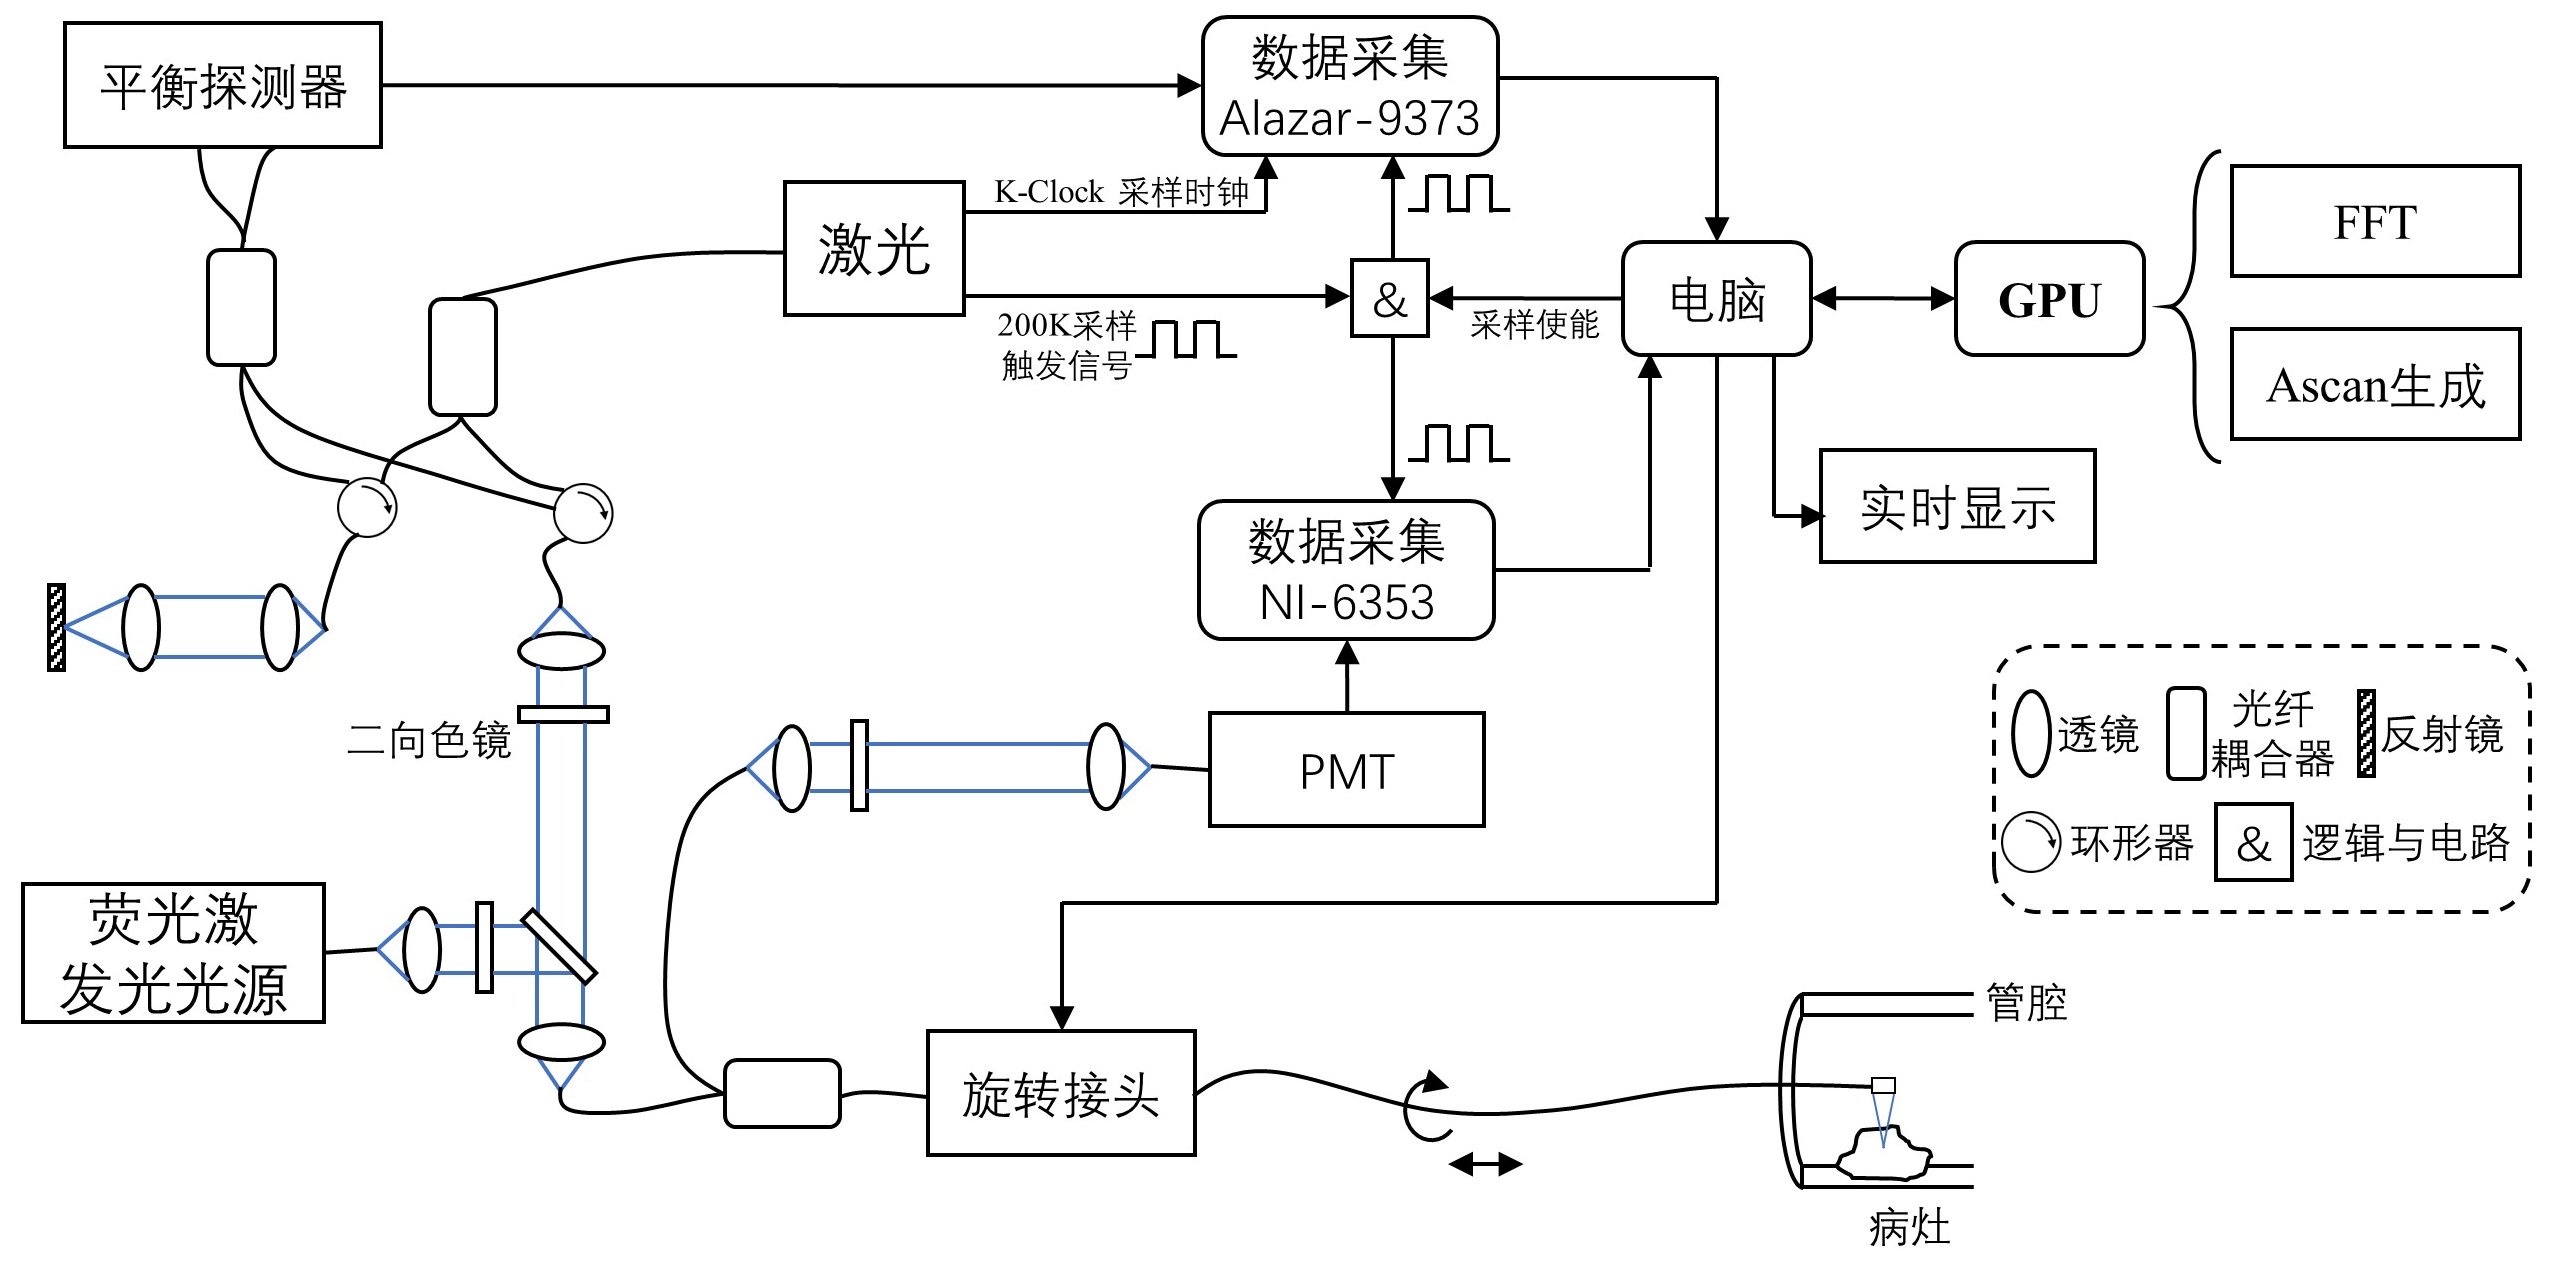 平衡探测器
数据采集
Alazar-9373
K-Clock 采样时钟
激光
200K采样
触发信号
&
采样使能
电脑
GPU
FFT
Ascan生成
实时显示
数据采集
NI-6353
二向色镜
PMT
透镜
光纤
耦合器
反射镜
环形器
&
逻辑与电路
荧光激
发光光源
旋转接头
管腔
病灶